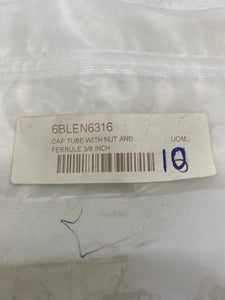 6BLEN6316
CAP TUBE WITH NUT AND UOM:
FERRULE 3/8 INCH
10